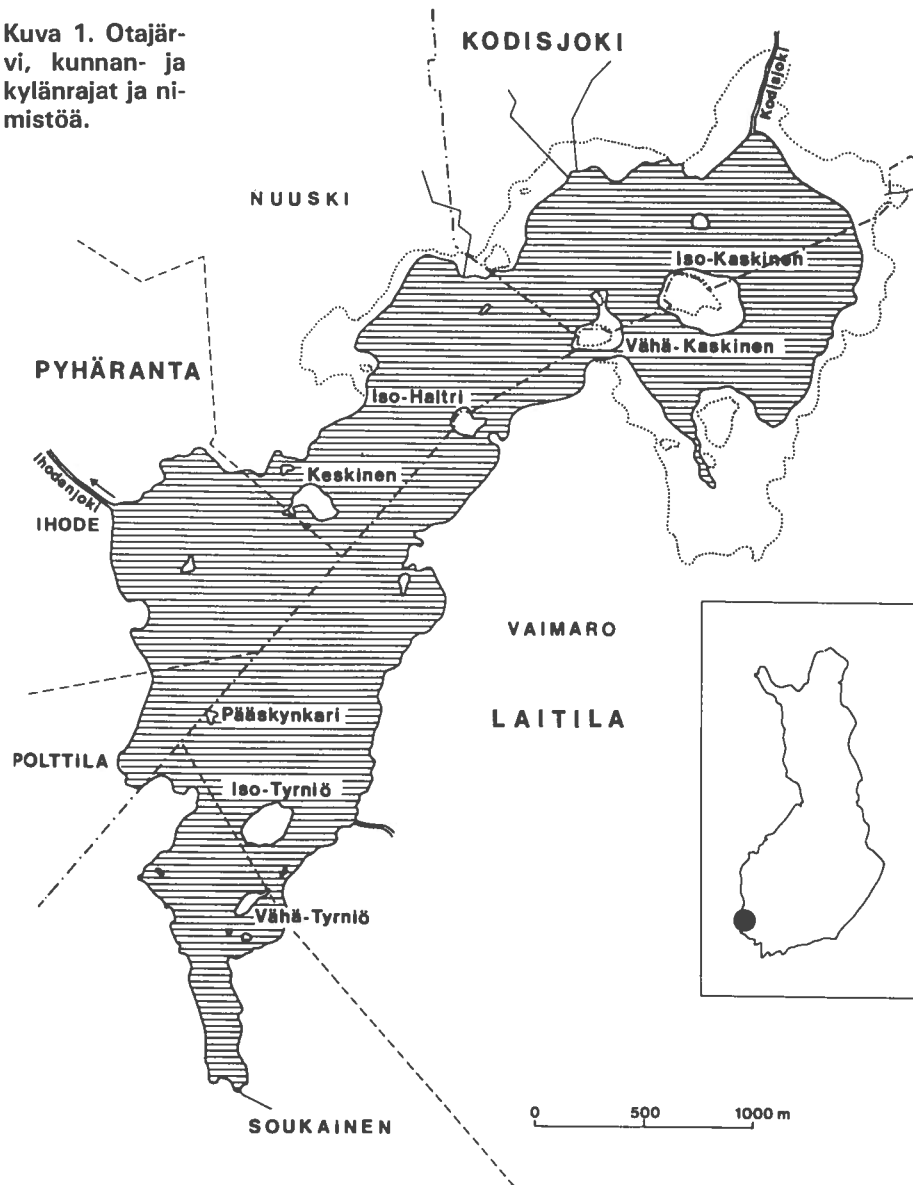 Kuva 1. Otajär-
vi, kunnan- ja
kylänrajat ja ni-
mistöä.
KODISJOKI
Kodisjoki
NUUSKI
Iso-Kaskinen
Vähä-Kaskinen
PYHÄRANTA
Iso-Haltri
Keskinen
Ihodenjoki
IHODE
VAIMARO
LAITILA
Pääskynkari
POLTTILA
Iso-Tyrniö
Vähä-Tyrniö
SOUKAINEN
0 500 1000 m